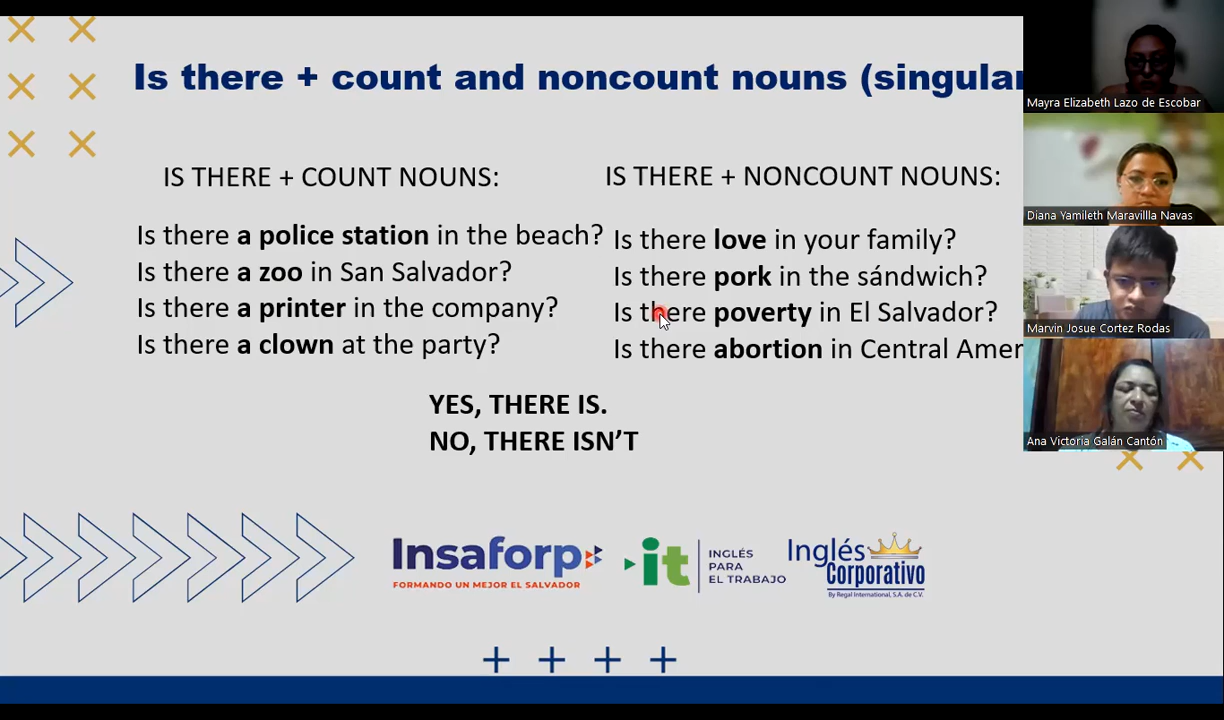 Is there + count and noncount nouns (singular
IS THERE + COUNT NOUNS:
Is there a police station in the beach?
Is there a zoo in San Salvador?
Is there a printer in the company?
Is there a clown at the party?
IS THERE + NONCOUNT NOUNS:
Is there love in your family?
Is there pork in the sándwich?
Is there poverty in El Salvador?
Is there abortion in Central Amer
YES, THERE IS.
NO, THERE ISN’T
Insaforp
FORMANDO UN MEJOR EL SALVADOR
it
INGLÉS
PARA
EL TRABAJO
Inglés
Corporativo
By Regal International, S.A. de C.V.
Mayra Elizabeth Lazo de Escobar
Diana Yamileth Maravillla Navas
Marvin Josue Cortez Rodas
Ana Victoria Galán Cantón